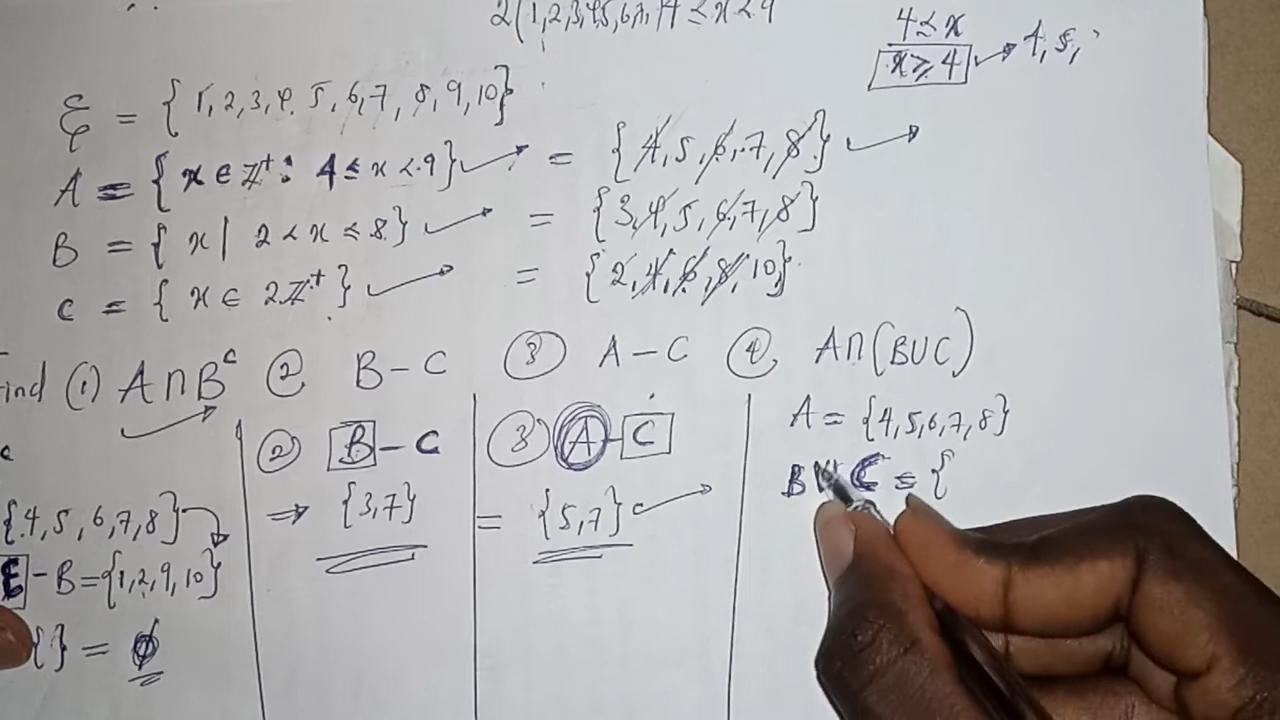 2(1,2,3,4,5,6,7, 4 ≤ x < 9
4 ≤ x
x ≥ 4 → 4, 5,
ξ = {1, 2, 3, 4, 5, 6, 7, 8, 9, 10}
A = {x ∈ ℤ⁺ : 4 ≤ x < 9} = {4, 5, 6, 7, 8}
B = {x | 2 < x ≤ 8} = {3, 4, 5, 6, 7, 8}
C = {x ∈ 2ℤ⁺} = {2, 4, 6, 8, 10}
ind (1) A∩Bᶜ (2) B – C (3) A – C (4) A∩(B∪C)
c
{4, 5, 6, 7, 8}
ξ – B = {1, 2, 9, 10}
{} = ∅
(2) B – C
⇒ {3, 7}
(3) A – C
= {5, 7}
A = {4, 5, 6, 7, 8}
B ∪ C = {